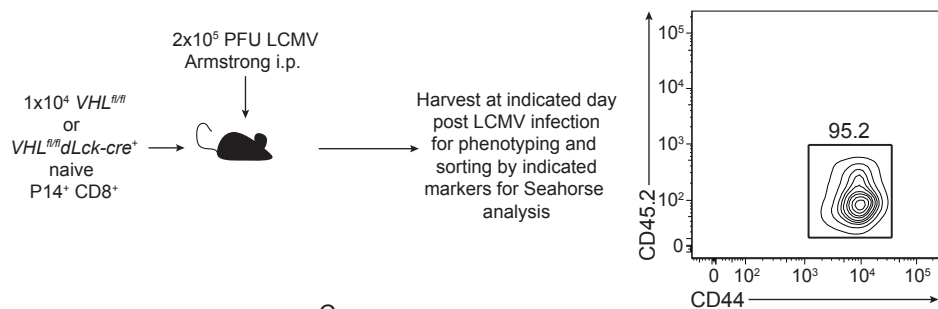 2x10⁵ PFU LCMV
Armstrong i.p.
1x10⁴ VHL^fl/fl
or
VHL^fl/fl dLck-cre⁺
naive
P14⁺ CD8⁺
Harvest at indicated day
post LCMV infection
for phenotyping and
sorting by indicated
markers for Seahorse
analysis
95.2
CD45.2
10⁵
10⁴
10³
10²
0
0 10² 10³ 10⁴ 10⁵
CD44